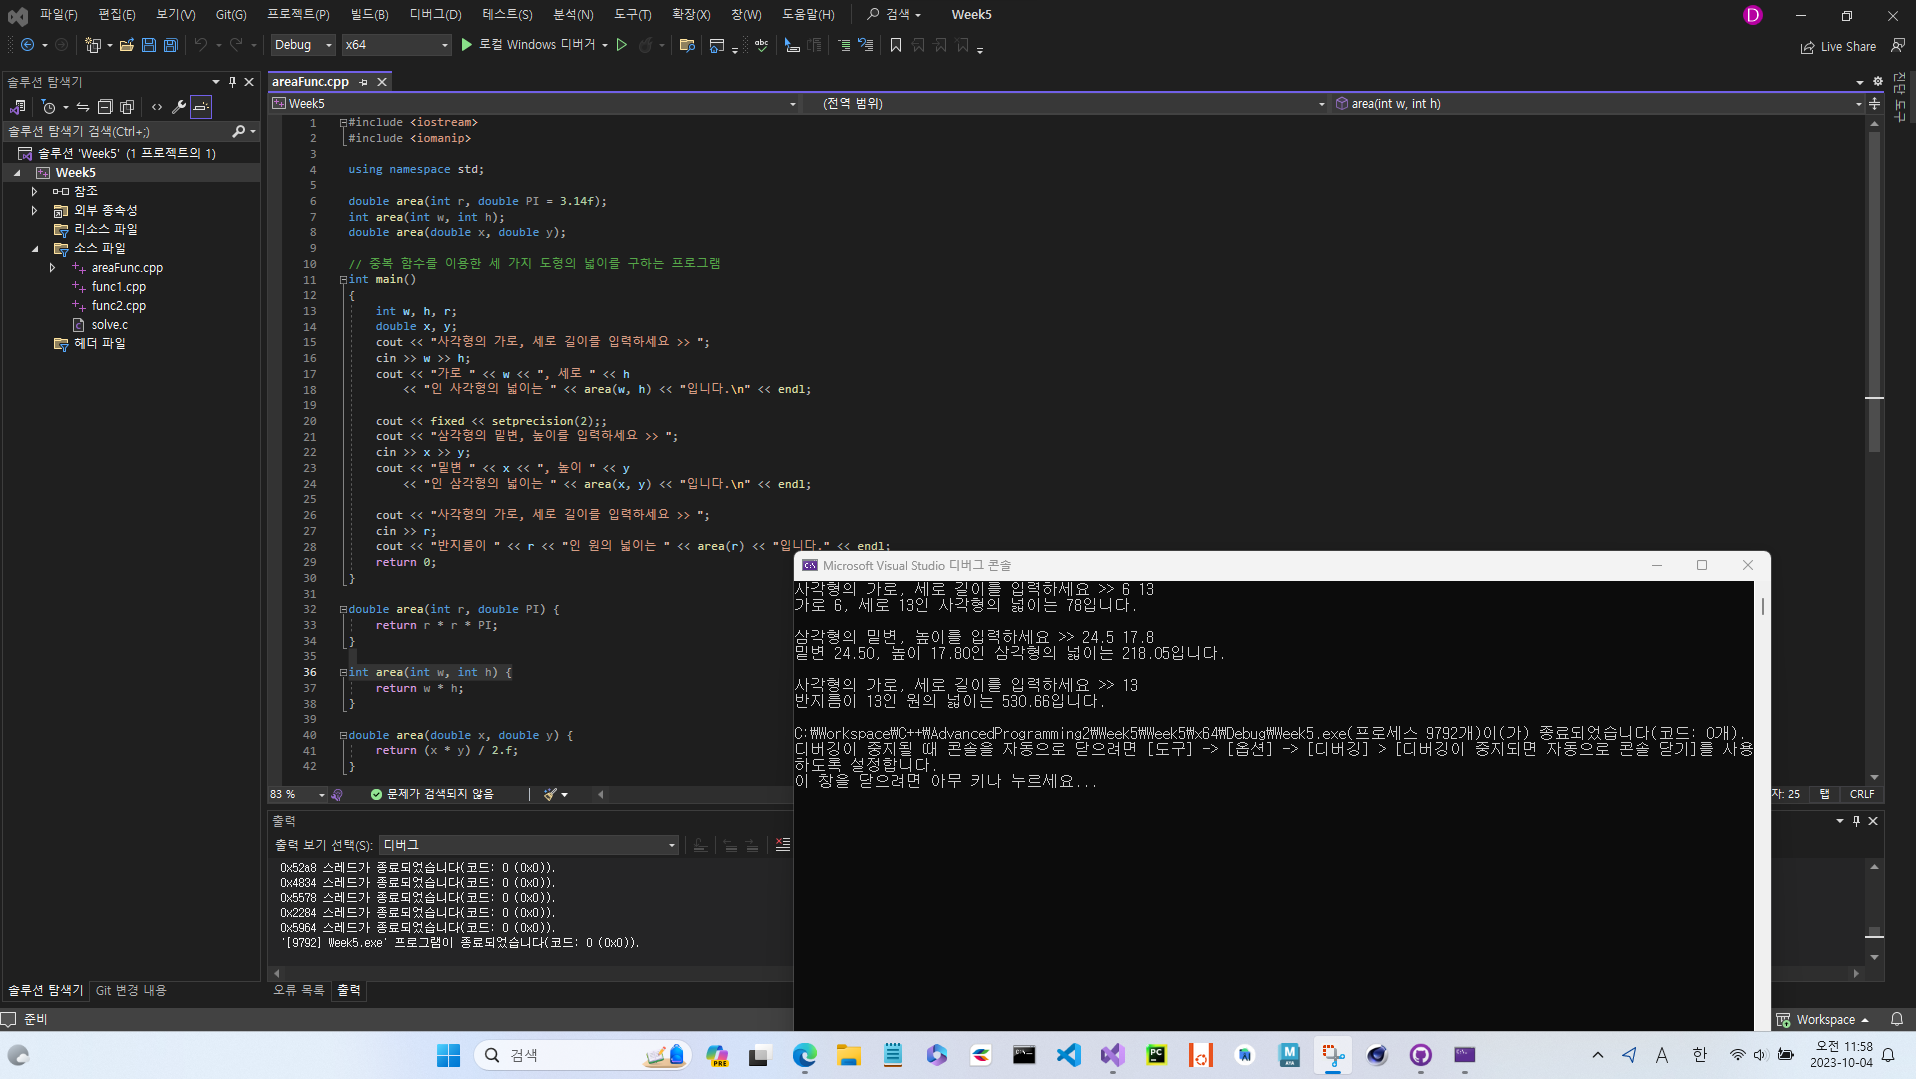 파일(F) 편집(E) 보기(V) Git(G) 프로젝트(P) 빌드(B) 디버그(D) 테스트(S) 분석(N) 도구(T) 확장(X) 창(W) 도움말(H) 검색 Week5 D
Debug x64 로컬 Windows 디버거 Live Share
솔루션 탐색기
솔루션 탐색기 검색(Ctrl+;)
솔루션 'Week5' (1 프로젝트의 1)
Week5
참조
외부 종속성
리소스 파일
소스 파일
areaFunc.cpp
func1.cpp
func2.cpp
solve.c
헤더 파일
솔루션 탐색기 Git 변경 내용
areaFunc.cpp
Week5 (전역 범위) area(int w, int h)
진단 도구
1 #include <iostream>
2 #include <iomanip>
3
4 using namespace std;
5
6 double area(int r, double PI = 3.14f);
7 int area(int w, int h);
8 double area(double x, double y);
9
10 // 중복 함수를 이용한 세 가지 도형의 넓이를 구하는 프로그램
11 int main()
12 {
13 int w, h, r;
14 double x, y;
15 cout << "사각형의 가로, 세로 길이를 입력하세요 >> ";
16 cin >> w >> h;
17 cout << "가로 " << w << ", 세로 " << h
18 << "인 사각형의 넓이는 " << area(w, h) << "입니다.\n" << endl;
19
20 cout << fixed << setprecision(2);;
21 cout << "삼각형의 밑변, 높이를 입력하세요 >> ";
22 cin >> x >> y;
23 cout << "밑변 " << x << ", 높이 " << y
24 << "인 삼각형의 넓이는 " << area(x, y) << "입니다.\n" << endl;
25
26 cout << "사각형의 가로, 세로 길이를 입력하세요 >> ";
27 cin >> r;
28 cout << "반지름이 " << r << "인 원의 넓이는 " << area(r) << "입니다." << endl;
29 return 0;
30 }
31
32 double area(int r, double PI) {
33 return r * r * PI;
34 }
35
36 int area(int w, int h) {
37 return w * h;
38 }
39
40 double area(double x, double y) {
41 return (x * y) / 2.f;
42 }
83 % 문제가 검색되지 않음 자: 25 탭 CRLF
출력
출력 보기 선택(S): 디버그
0x52a8 스레드가 종료되었습니다(코드: 0 (0x0)).
0x4834 스레드가 종료되었습니다(코드: 0 (0x0)).
0x5578 스레드가 종료되었습니다(코드: 0 (0x0)).
0x2284 스레드가 종료되었습니다(코드: 0 (0x0)).
0x5964 스레드가 종료되었습니다(코드: 0 (0x0)).
'[9792] Week5.exe' 프로그램이 종료되었습니다(코드: 0 (0x0)).
오류 목록 출력
Microsoft Visual Studio 디버그 콘솔
사각형의 가로, 세로 길이를 입력하세요 >> 6 13
가로 6, 세로 13인 사각형의 넓이는 78입니다.
삼각형의 밑변, 높이를 입력하세요 >> 24.5 17.8
밑변 24.50, 높이 17.80인 삼각형의 넓이는 218.05입니다.
사각형의 가로, 세로 길이를 입력하세요 >> 13
반지름이 13인 원의 넓이는 530.66입니다.
C:₩Workspace₩C++₩AdvancedProgramming2₩Week5₩Week5₩x64₩Debug₩Week5.exe(프로세스 9792개)이(가) 종료되었습니다(코드: 0개).
디버깅이 중지될 때 콘솔을 자동으로 닫으려면 [도구] -> [옵션] -> [디버깅] > [디버깅이 중지되면 자동으로 콘솔 닫기]를 사용
하도록 설정합니다.
이 창을 닫으려면 아무 키나 누르세요...
준비 Workspace
검색 PRE PC A 한 오전 11:58
2023-10-04